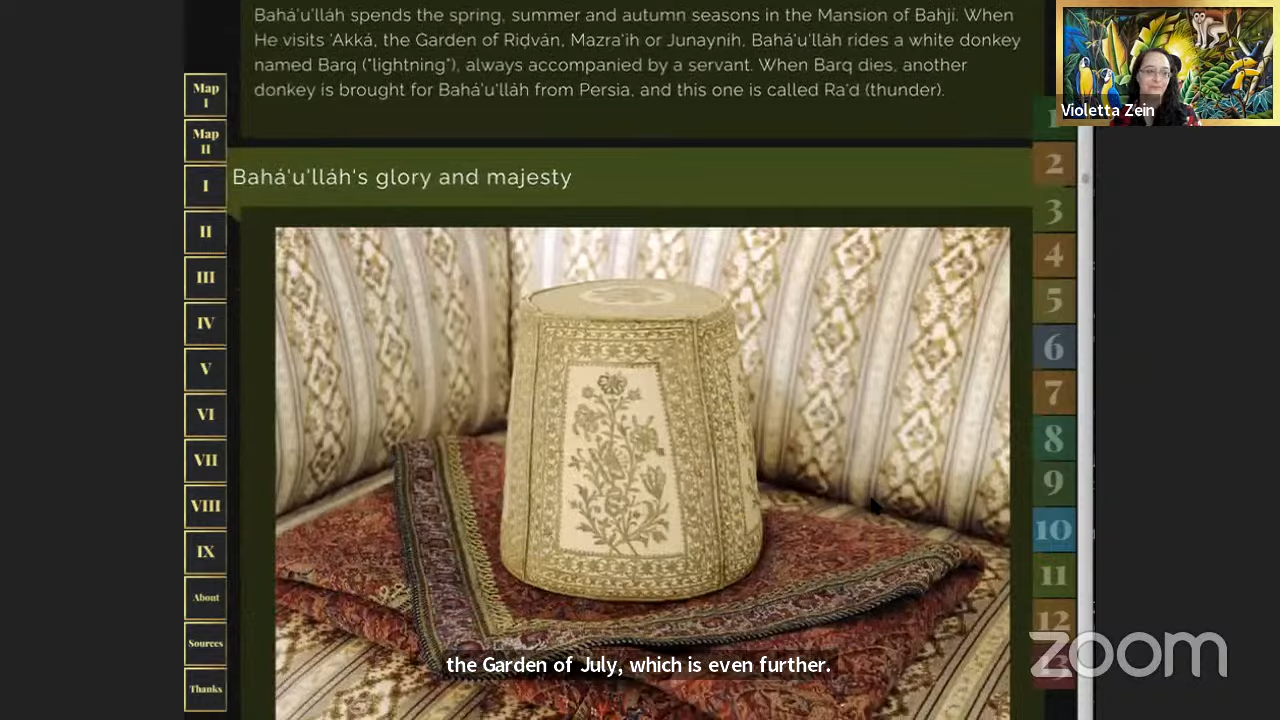 Bahá'u'lláh spends the spring, summer and autumn seasons in the Mansion of Bahjí. When
He visits 'Akká, the Garden of Riḍván, Mazra'ih or Junaynih, Bahá'u'lláh rides a white donkey
named Barq ("lightning"), always accompanied by a servant. When Barq dies, another
donkey is brought for Bahá'u'lláh from Persia, and this one is called Ra'd (thunder).
Bahá'u'lláh's glory and majesty
Map
I
Map
II
I
II
III
IV
V
VI
VII
VIII
IX
About
Sources
Thanks
Violetta Zein
1
2
3
4
5
6
7
8
9
10
11
12
zoom
the Garden of July, which is even further.